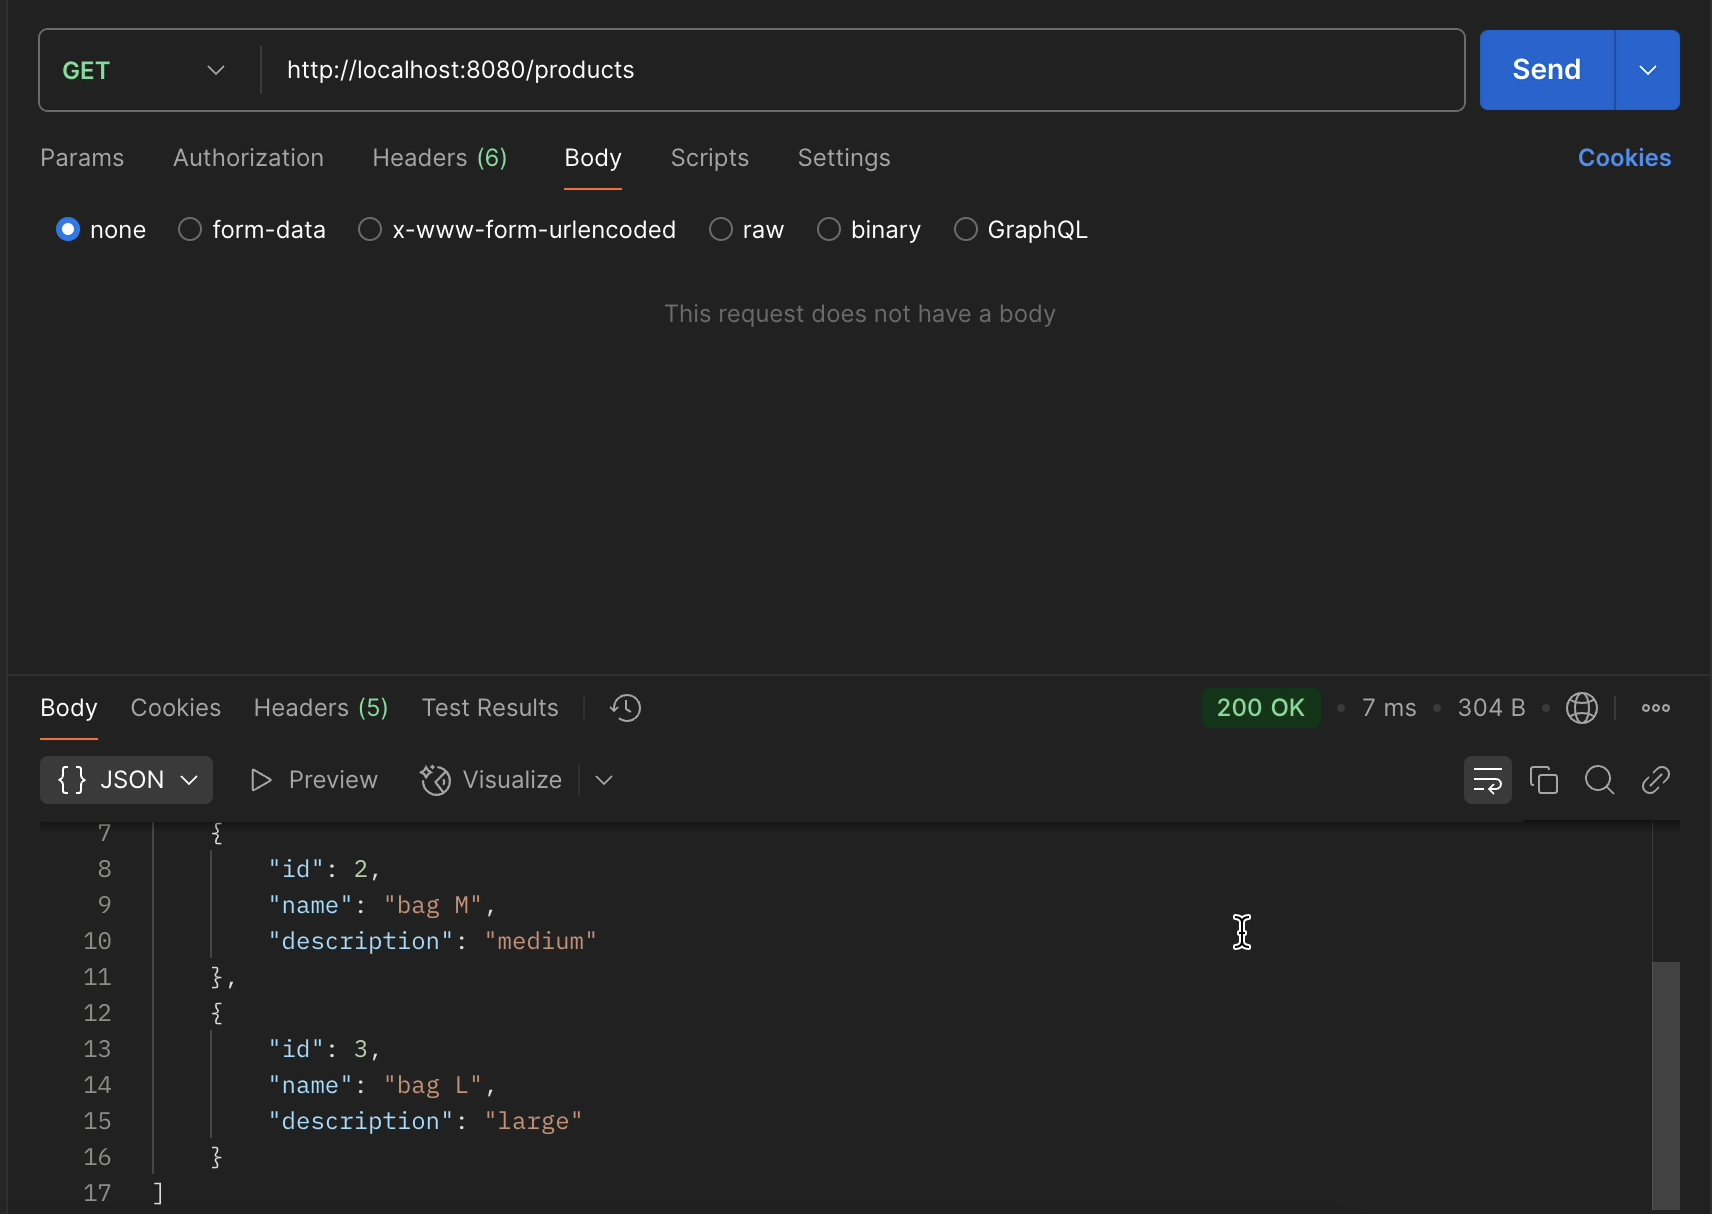 GET http://localhost:8080/products Send
Params Authorization Headers (6) Body Scripts Settings Cookies
none form-data x-www-form-urlencoded raw binary GraphQL
This request does not have a body
Body Cookies Headers (5) Test Results 200 OK • 7 ms • 304 B •
{} JSON Preview Visualize
7 {
8 "id": 2,
9 "name": "bag M",
10 "description": "medium"
11 },
12 {
13 "id": 3,
14 "name": "bag L",
15 "description": "large"
16 }
17 ]